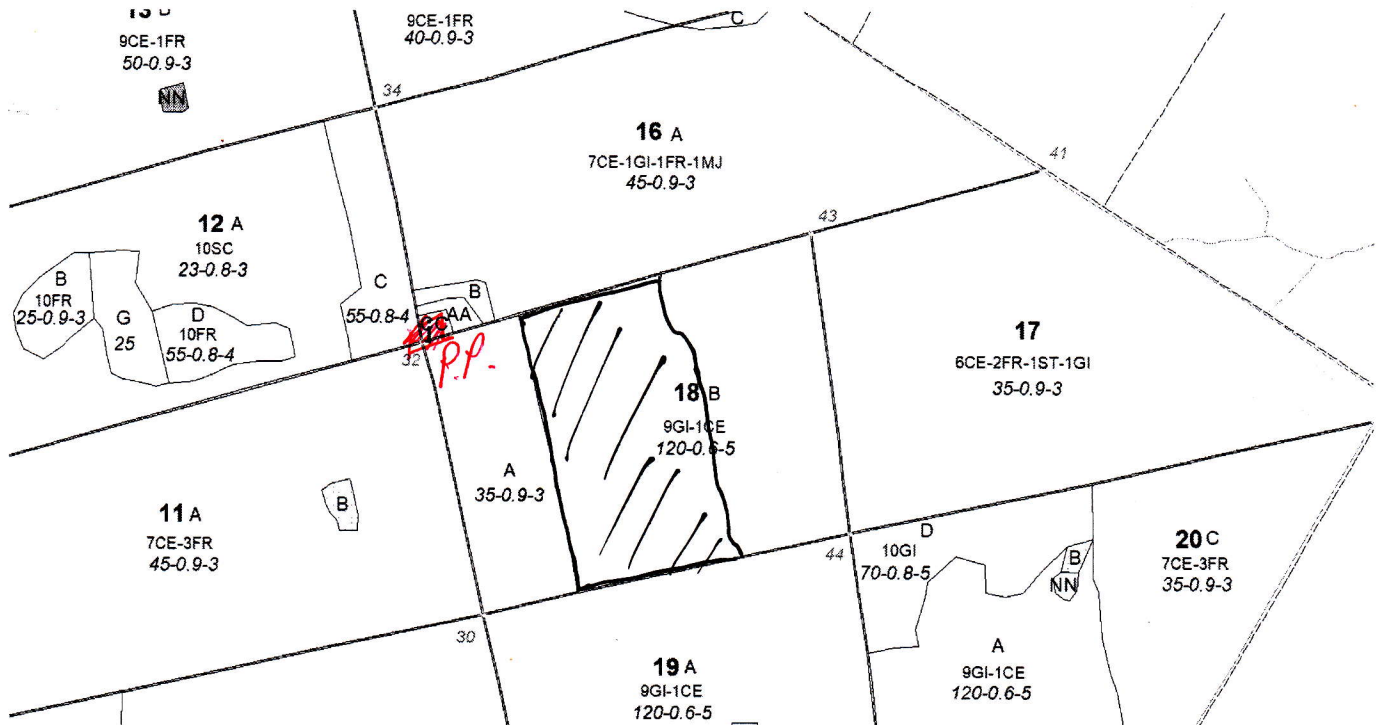 13 D
9CE-1FR
50-0.9-3
NN
9CE-1FR
40-0.9-3
C
34
16 A
7CE-1GI-1FR-1MJ
45-0.9-3
41
43
12 A
10SC
23-0.8-3
B
10FR
25-0.9-3
G
25
D
10FR
55-0.8-4
C
55-0.8-4
B
AA
32
P.P.
18 B
9GI-1CE
120-0.6-5
A
35-0.9-3
17
6CE-2FR-1ST-1GI
35-0.9-3
11 A
7CE-3FR
45-0.9-3
B
44
D
10GI
70-0.8-5
B
NN
20 C
7CE-3FR
35-0.9-3
30
19 A
9GI-1CE
120-0.6-5
A
9GI-1CE
120-0.6-5